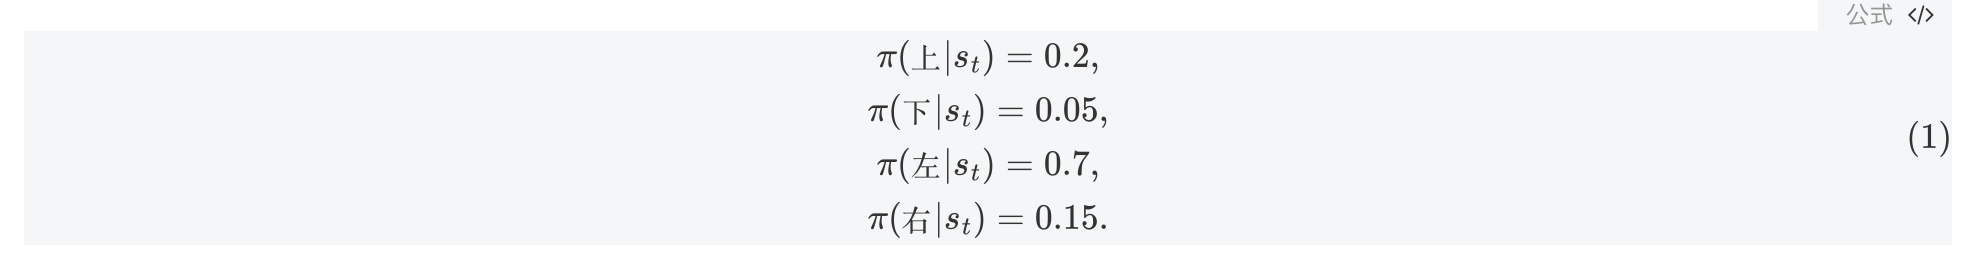 公式 </>
π(上|s_t) = 0.2,
π(下|s_t) = 0.05,
π(左|s_t) = 0.7,
π(右|s_t) = 0.15.
(1)